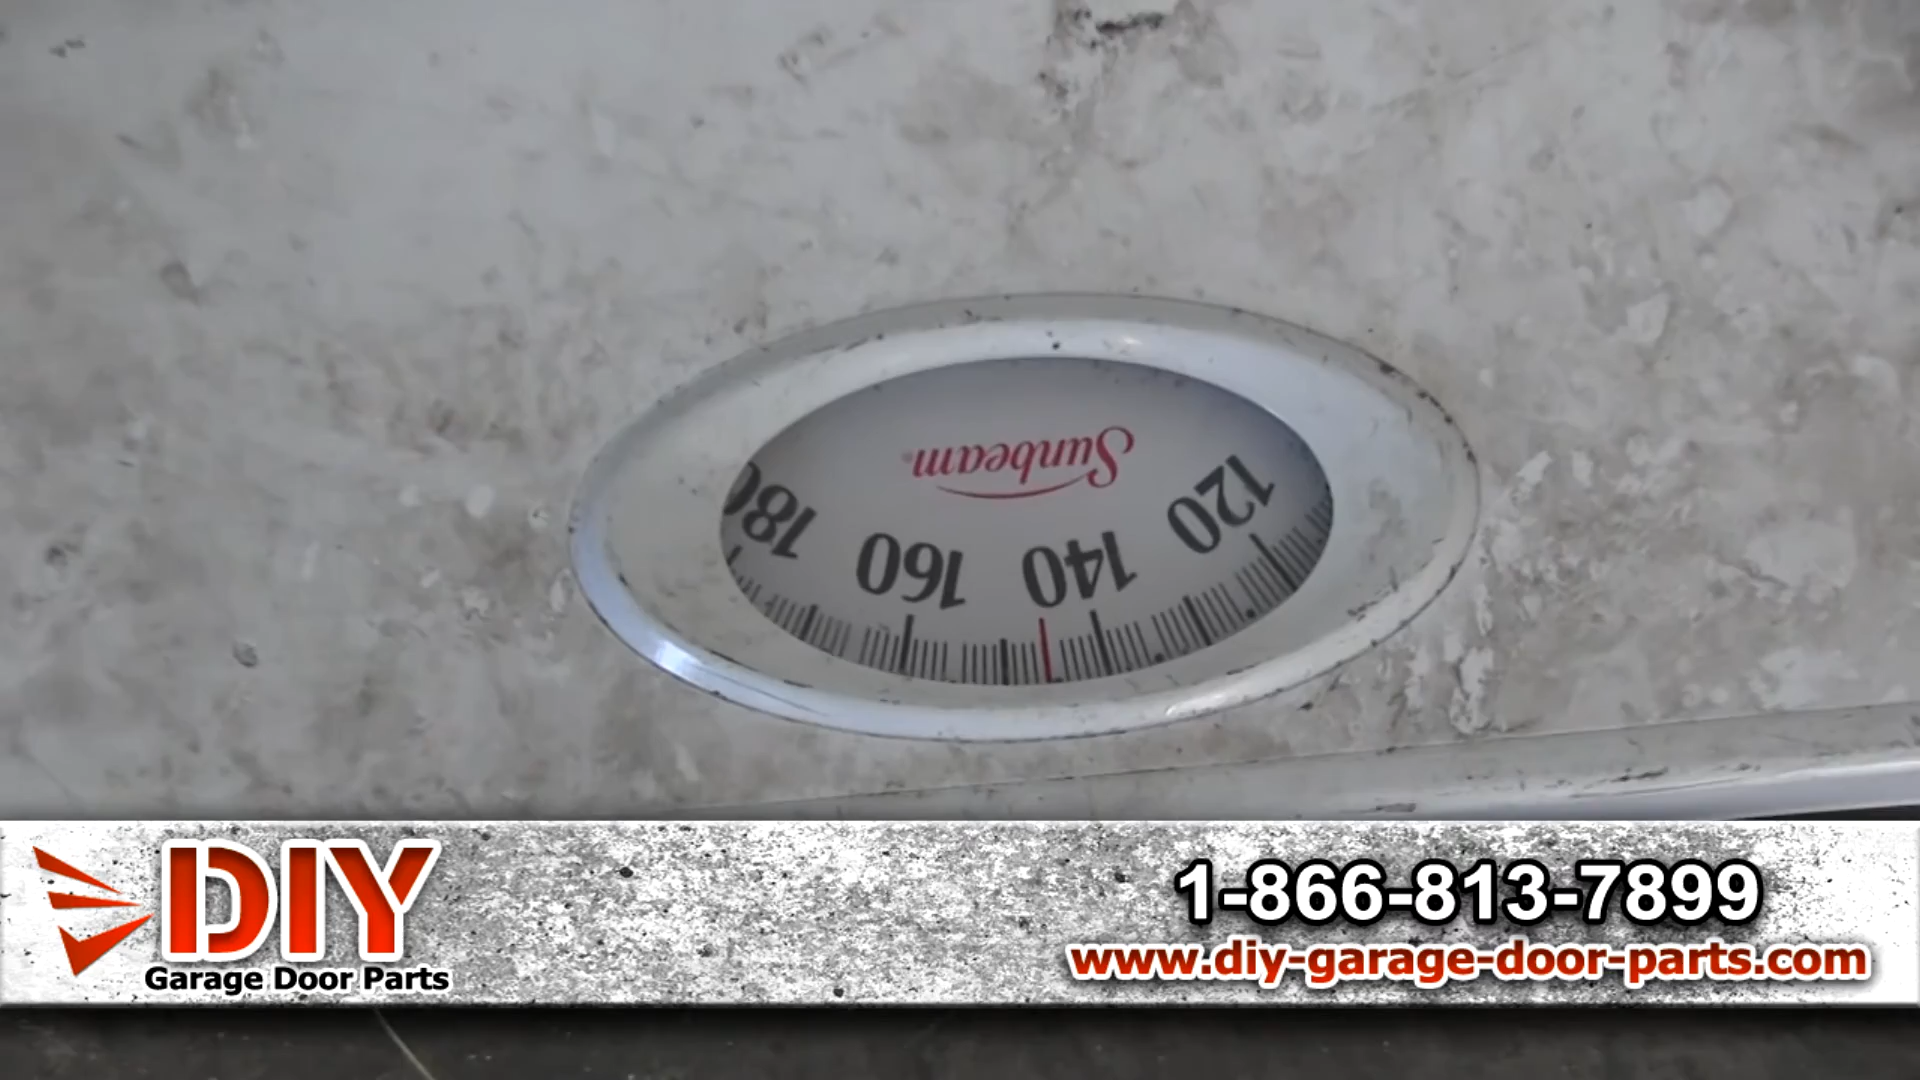 Sunbeam
180 160 140 120
DIY
Garage Door Parts
1-866-813-7899
www.diy-garage-door-parts.com